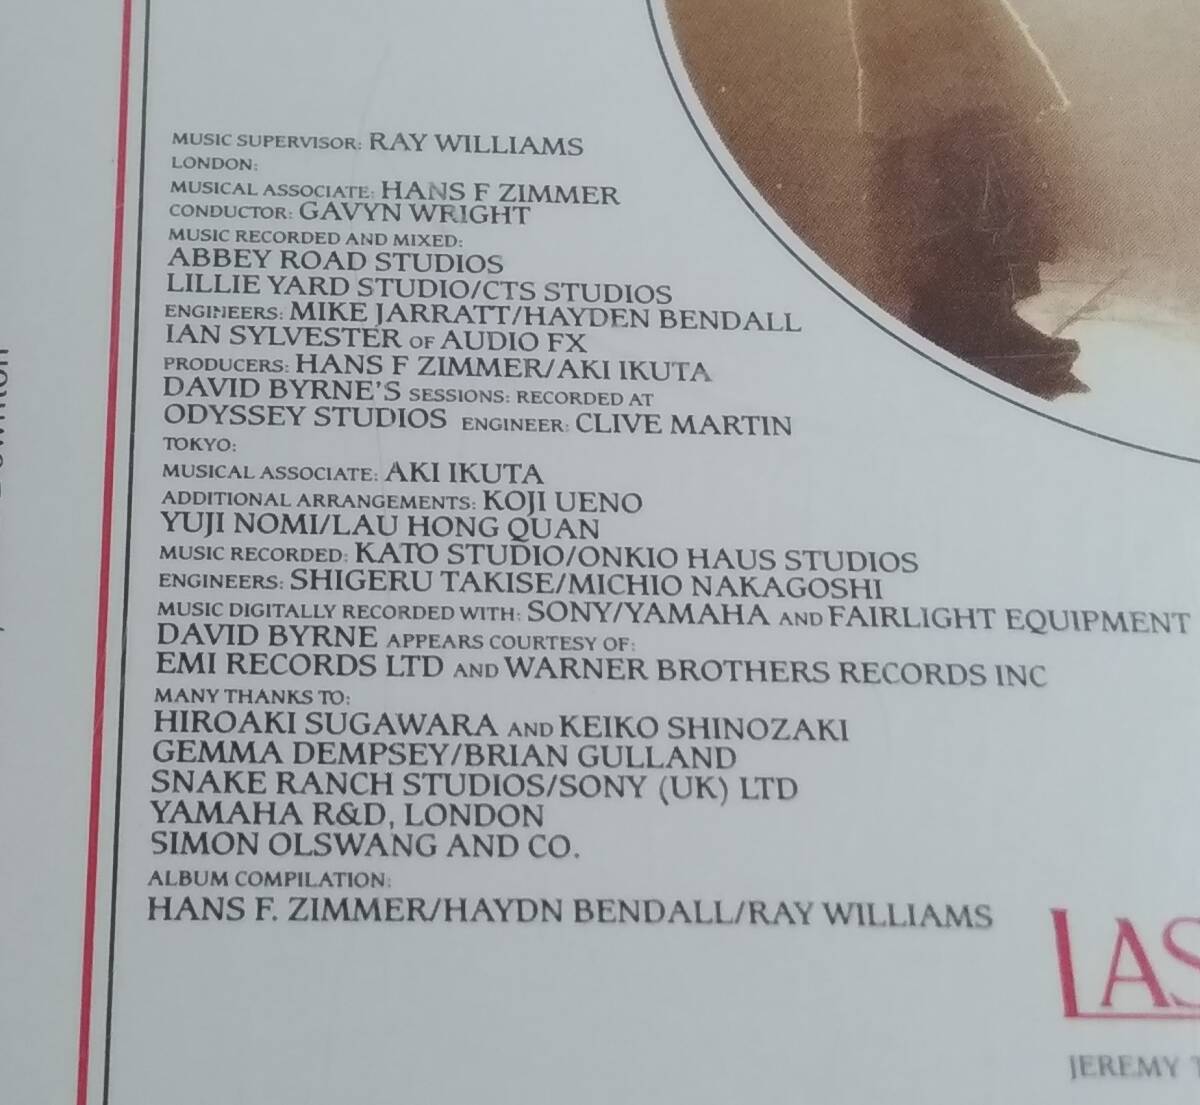 MUSIC SUPERVISOR: RAY WILLIAMS
LONDON:
MUSICAL ASSOCIATE: HANS F ZIMMER
CONDUCTOR: GAVYN WRIGHT
MUSIC RECORDED AND MIXED:
ABBEY ROAD STUDIOS
LILLIE YARD STUDIO/CTS STUDIOS
ENGINEERS: MIKE JARRATT/HAYDEN BENDALL
IAN SYLVESTER OF AUDIO FX
PRODUCERS: HANS F ZIMMER/AKI IKUTA
DAVID BYRNE'S SESSIONS: RECORDED AT
ODYSSEY STUDIOS ENGINEER: CLIVE MARTIN
TOKYO:
MUSICAL ASSOCIATE: AKI IKUTA
ADDITIONAL ARRANGEMENTS: KOJI UENO
YUJI NOMI/LAU HONG QUAN
MUSIC RECORDED: KATO STUDIO/ONKIO HAUS STUDIOS
ENGINEERS: SHIGERU TAKISE/MICHIO NAKAGOSHI
MUSIC DIGITALLY RECORDED WITH: SONY/YAMAHA AND FAIRLIGHT EQUIPMENT
DAVID BYRNE APPEARS COURTESY OF:
EMI RECORDS LTD AND WARNER BROTHERS RECORDS INC
MANY THANKS TO:
HIROAKI SUGAWARA AND KEIKO SHINOZAKI
GEMMA DEMPSEY/BRIAN GULLAND
SNAKE RANCH STUDIOS/SONY (UK) LTD
YAMAHA R&D, LONDON
SIMON OLSWANG AND CO.
ALBUM COMPILATION:
HANS F. ZIMMER/HAYDN BENDALL/RAY WILLIAMS
LAS
JEREMY T